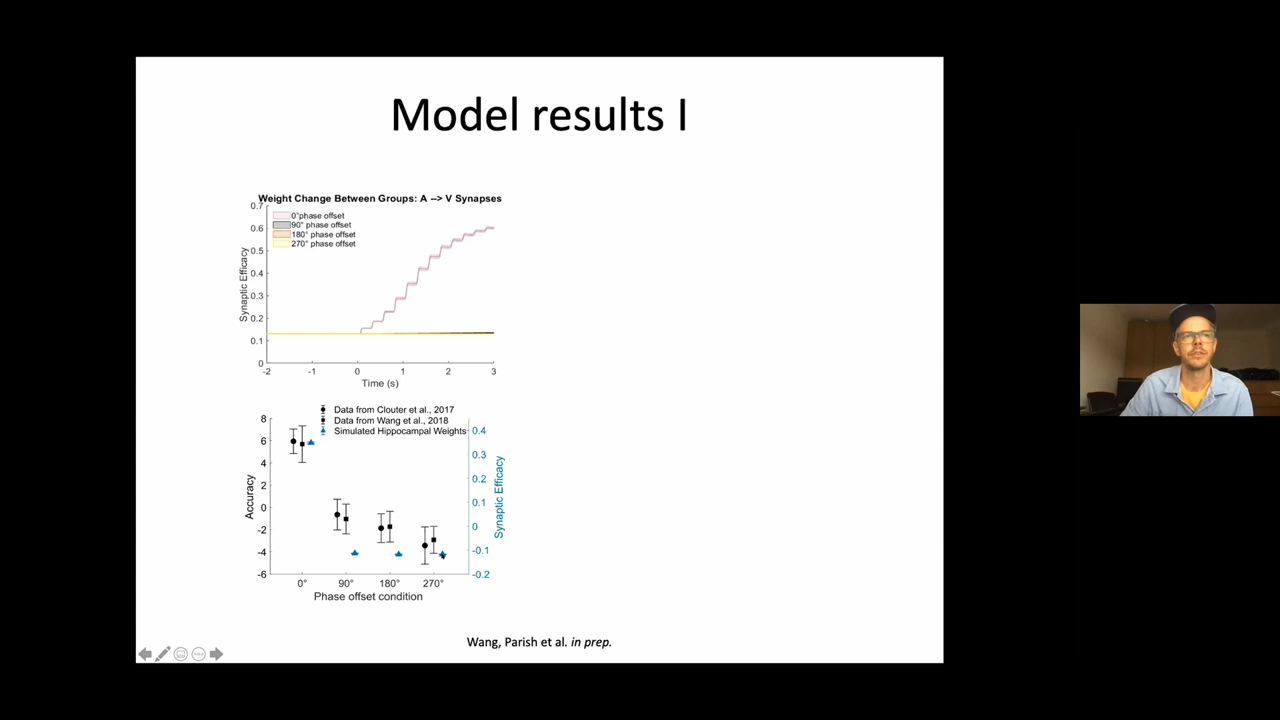 Model results I
Weight Change Between Groups: A --> V Synapses
0°phase offset
90° phase offset
180° phase offset
270° phase offset
Synaptic Efficacy
0.7
0.6
0.5
0.4
0.3
0.2
0.1
0
-2 -1 0 1 2 3
Time (s)
Data from Clouter et al., 2017
Data from Wang et al., 2018
Simulated Hippocampal Weights
Accuracy
8
6
4
2
0
-2
-4
-6
0.4
0.3
0.2
0.1
0
-0.1
-0.2
Synaptic Efficacy
0° 90° 180° 270°
Phase offset condition
Wang, Parish et al. in prep.